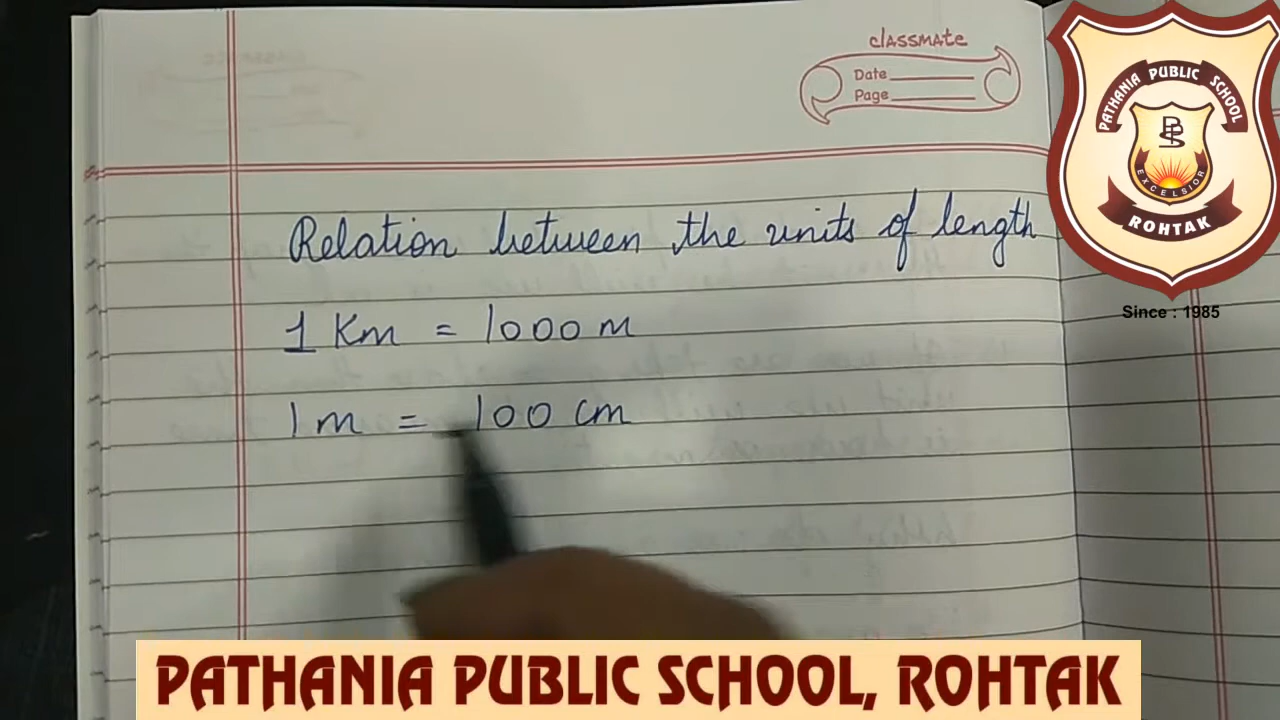 classmate
Date
Page
Relation between the units of length
1 Km = 1000 m
1 m = 100 cm
PATHANIA PUBLIC SCHOOL
PPS
EXCELSIOR
ROHTAK
Since : 1985
PATHANIA PUBLIC SCHOOL, ROHTAK